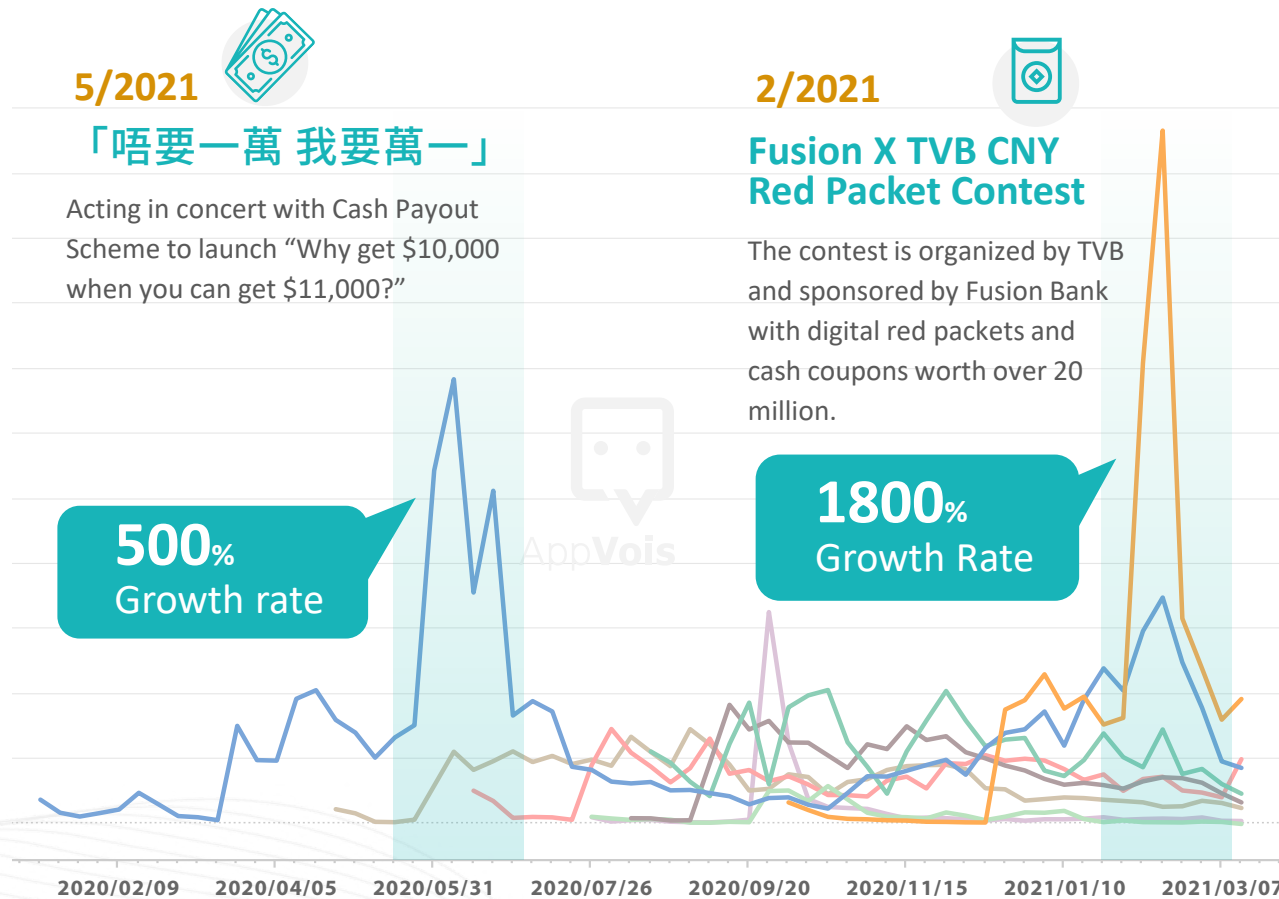 5/2021
「唔要一萬 我要萬一」
Acting in concert with Cash Payout
Scheme to launch “Why get $10,000
when you can get $11,000?”
500%
Growth rate
2/2021
Fusion X TVB CNY
Red Packet Contest
The contest is organized by TVB
and sponsored by Fusion Bank
with digital red packets and
cash coupons worth over 20
million.
1800%
Growth Rate
AppVois
2020/02/09 2020/04/05 2020/05/31 2020/07/26 2020/09/20 2020/11/15 2021/01/10 2021/03/07